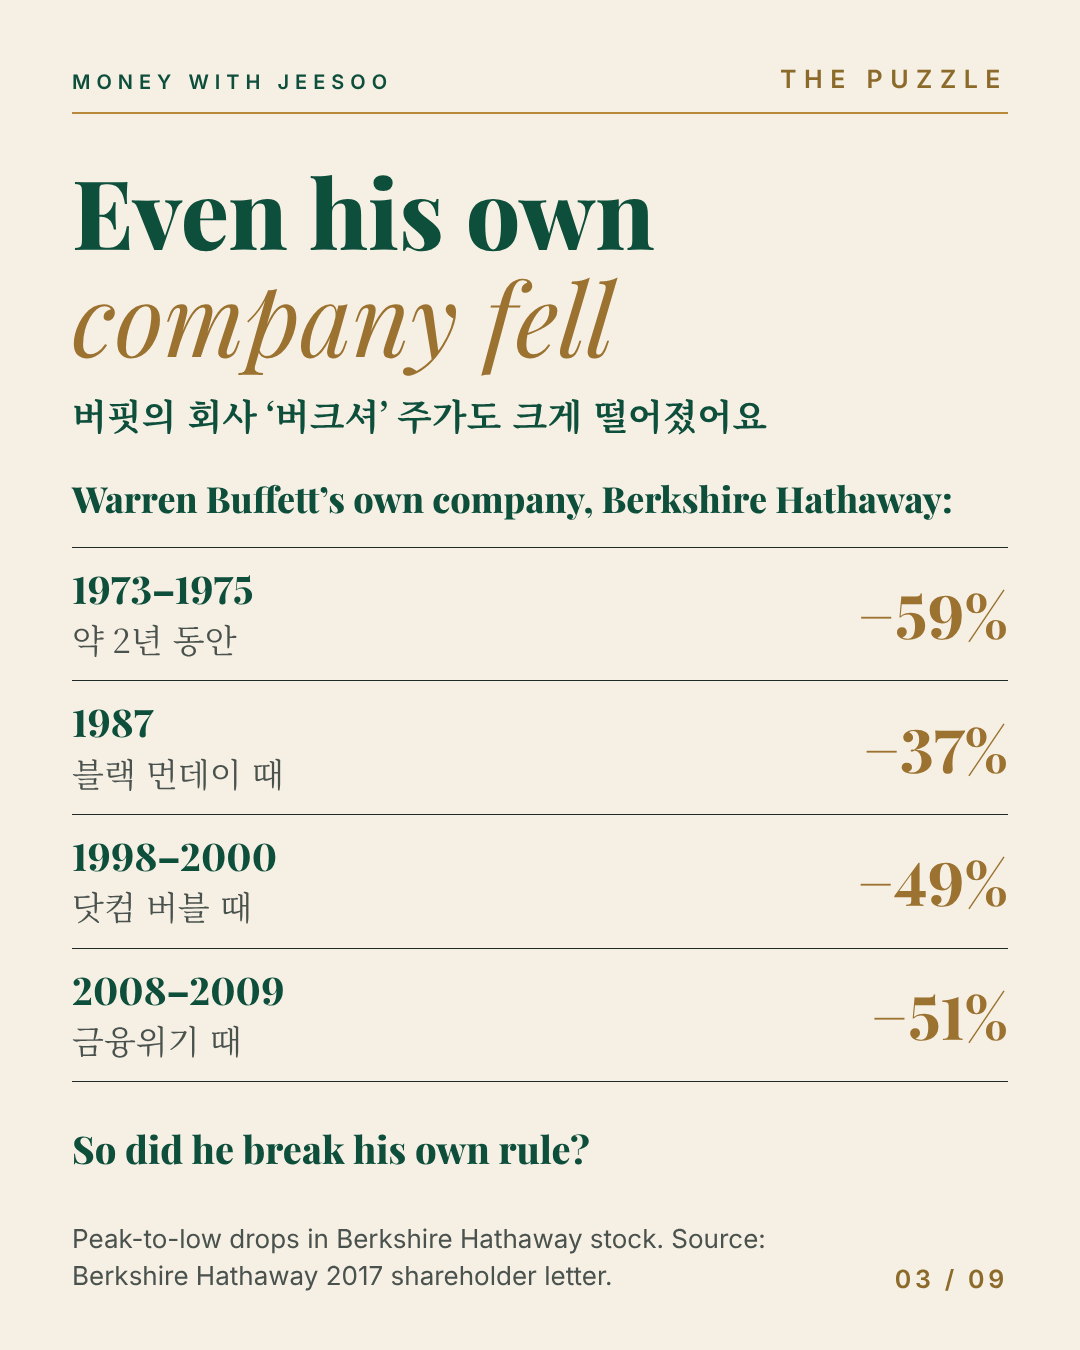 MONEY WITH JEESOO
THE PUZZLE
Even his own
company fell
버핏의 회사 ‘버크셔’ 주가도 크게 떨어졌어요
Warren Buffett’s own company, Berkshire Hathaway:
1973–1975
약 2년 동안
–59%
1987
블랙 먼데이 때
–37%
1998–2000
닷컴 버블 때
–49%
2008–2009
금융위기 때
–51%
So did he break his own rule?
Peak-to-low drops in Berkshire Hathaway stock. Source:
Berkshire Hathaway 2017 shareholder letter.
03 / 09